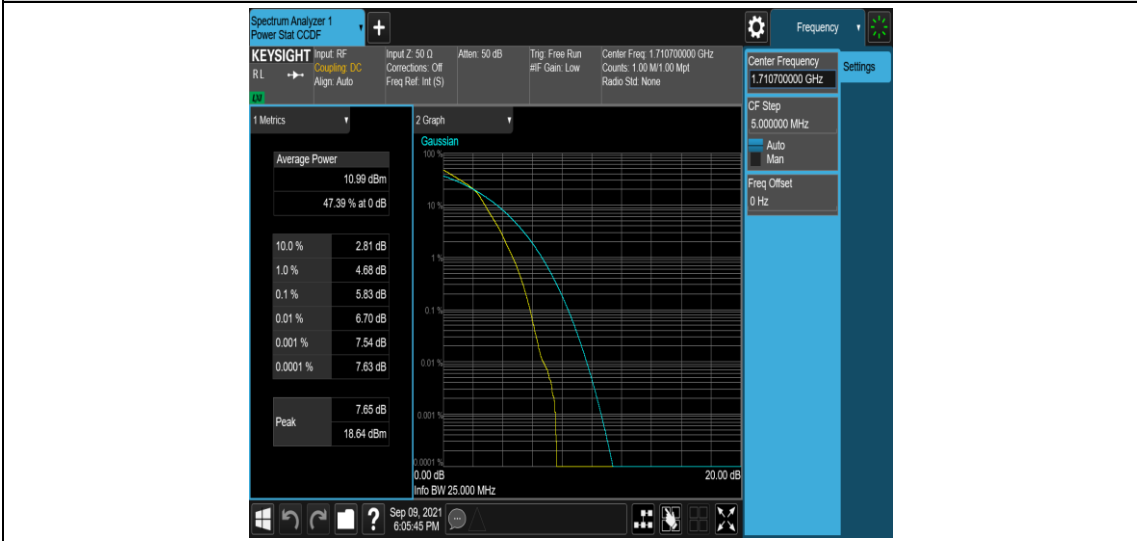 Spectrum Analyzer 1
Power Stat CCDF
Frequency
KEYSIGHT
RL
LM
Input: RF
Coupling: DC
Align: Auto
Input Z: 50 Ω
Corrections: Off
Freq Ref: Int (S)
Atten: 50 dB
Trig: Free Run
#IF Gain: Low
Center Freq: 1.710700000 GHz
Counts: 1.00 M/1.00 Mpt
Radio Std: None
Center Frequency
1.710700000 GHz
Settings
CF Step
5.000000 MHz
Auto
Man
Freq Offset
0 Hz
1 Metrics
Average Power
10.99 dBm
47.39 % at 0 dB
10.0 % 2.81 dB
1.0 % 4.68 dB
0.1 % 5.83 dB
0.01 % 6.70 dB
0.001 % 7.54 dB
0.0001 % 7.63 dB
Peak
7.65 dB
18.64 dBm
2 Graph
Gaussian
100 %
10 %
1 %
0.1 %
0.01 %
0.001 %
0.0001 %
0.00 dB 20.00 dB
Info BW 25.000 MHz
?
Sep 09, 2021
6:05:45 PM